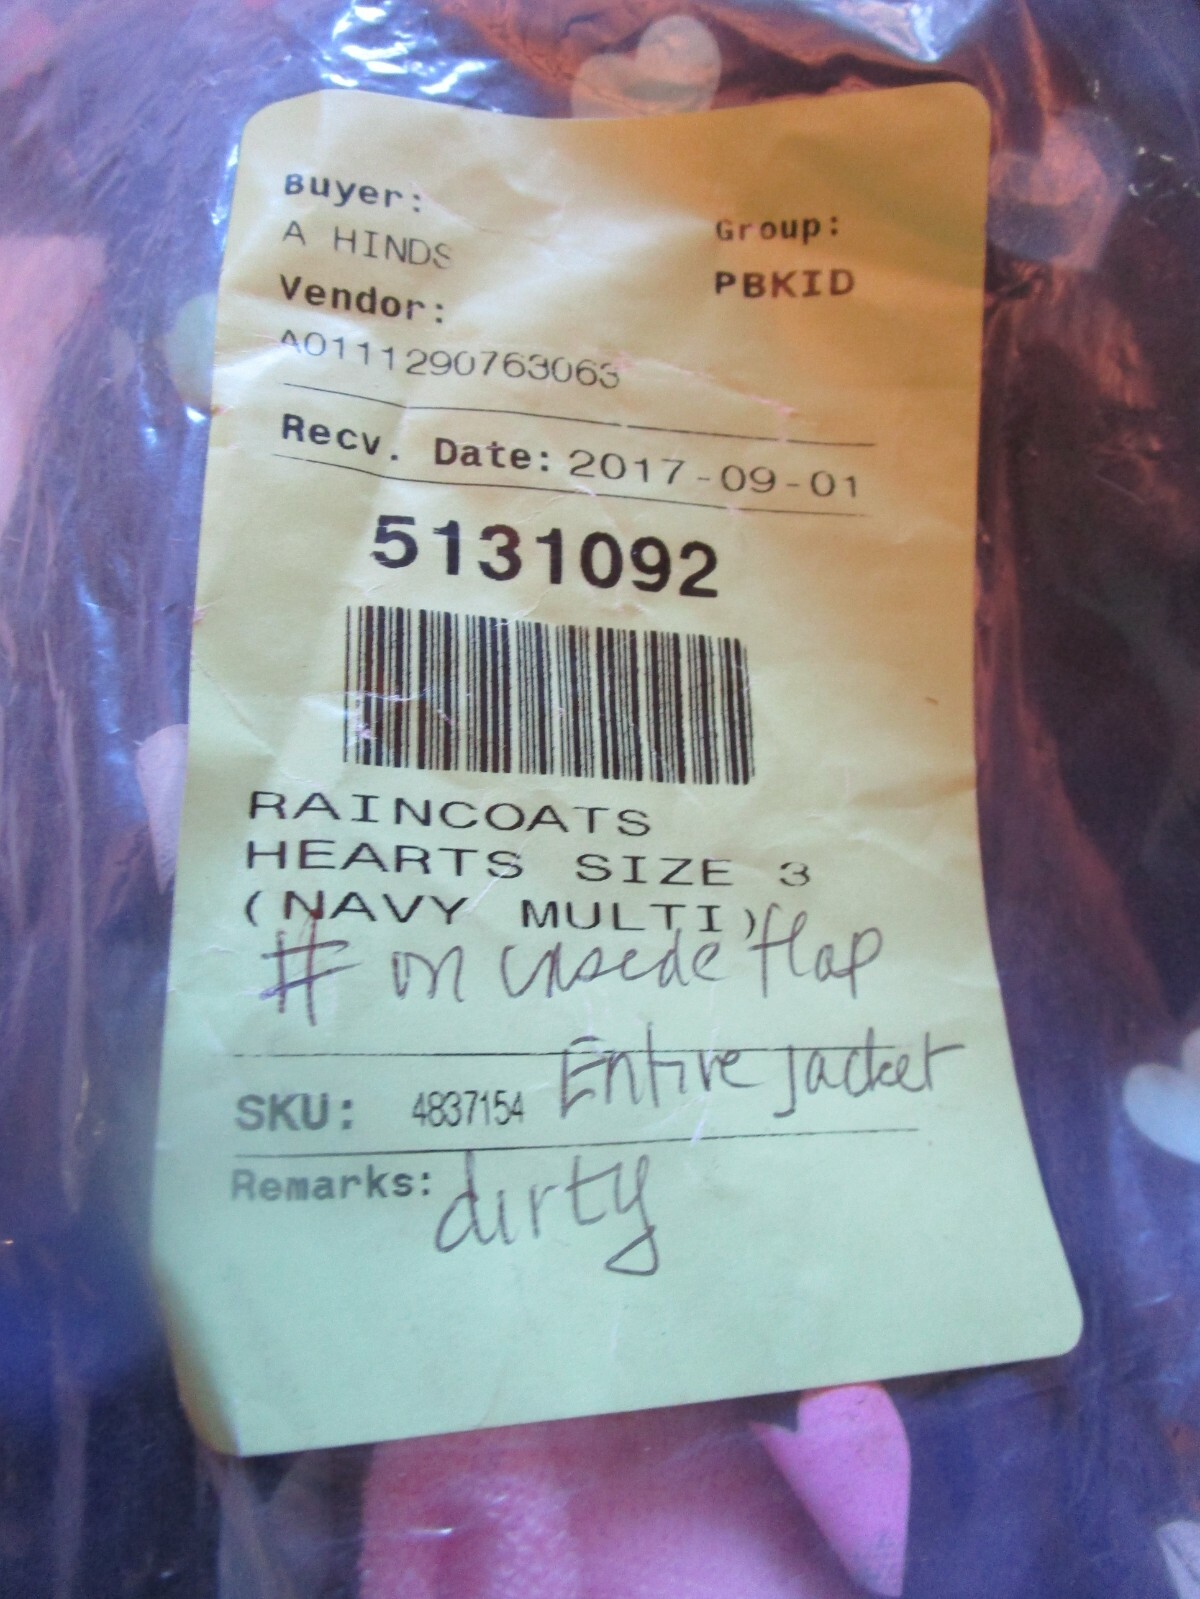 Buyer:
A HINDS
Group:
PBKID
Vendor:
A0111290763063
Recv. Date: 2017-09-01
5131092
RAINCOATS
HEARTS SIZE 3
(NAVY MULTI)
# on inside flap
Entire jacket
SKU: 4837154
Remarks: dirty